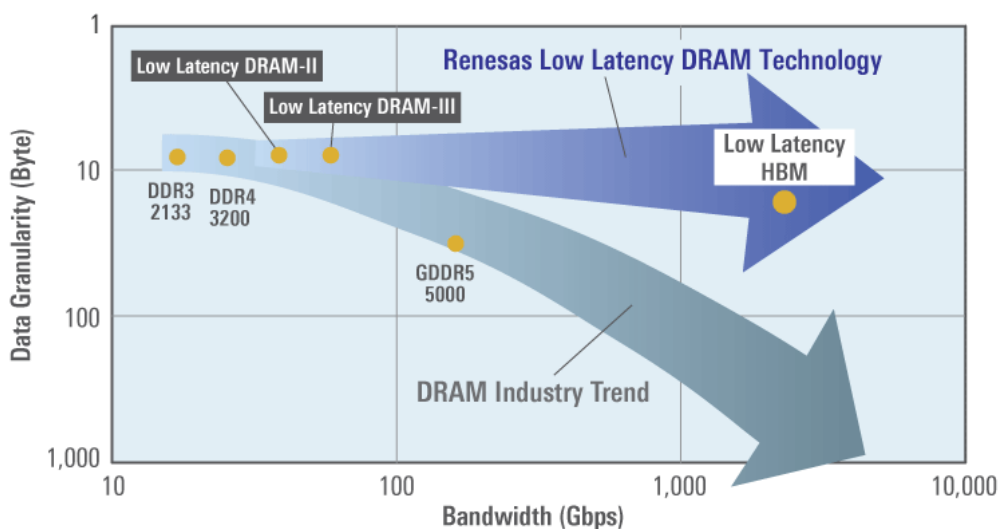 1
Low Latency DRAM-II
Renesas Low Latency DRAM Technology
Low Latency DRAM-III
Low Latency
HBM
10
DDR3
2133
DDR4
3200
GDDR5
5000
100
DRAM Industry Trend
1,000
Data Granularity (Byte)
10
100
1,000
10,000
Bandwidth (Gbps)